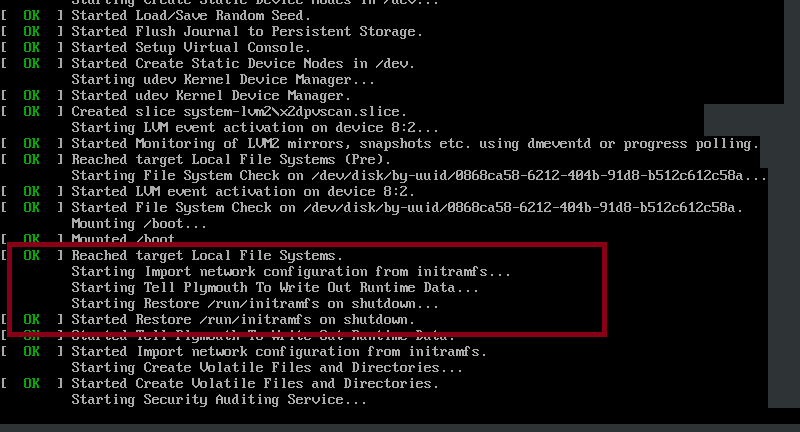 Starting Create Static Device Nodes in /dev...
[  OK  ] Started Load/Save Random Seed.
[  OK  ] Started Flush Journal to Persistent Storage.
[  OK  ] Started Setup Virtual Console.
[  OK  ] Started Create Static Device Nodes in /dev.
Starting udev Kernel Device Manager...
[  OK  ] Started udev Kernel Device Manager.
[  OK  ] Created slice system-lvm2\x2dpvscan.slice.
Starting LVM event activation on device 8:2...
[  OK  ] Started Monitoring of LVM2 mirrors, snapshots etc. using dmeventd or progress polling.
[  OK  ] Reached target Local File Systems (Pre).
Starting File System Check on /dev/disk/by-uuid/0868ca58-6212-404b-91d8-b512c612c58a...
[  OK  ] Started LVM event activation on device 8:2.
[  OK  ] Started File System Check on /dev/disk/by-uuid/0868ca58-6212-404b-91d8-b512c612c58a.
Mounting /boot...
[  OK  ] Mounted /boot
[  OK  ] Reached target Local File Systems.
Starting Import network configuration from initramfs...
Starting Tell Plymouth To Write Out Runtime Data...
Starting Restore /run/initramfs on shutdown...
[  OK  ] Started Restore /run/initramfs on shutdown.
[  OK  ] Started Tell Plymouth To Write Out Runtime Data.
[  OK  ] Started Import network configuration from initramfs.
Starting Create Volatile Files and Directories...
[  OK  ] Started Create Volatile Files and Directories.
Starting Security Auditing Service...